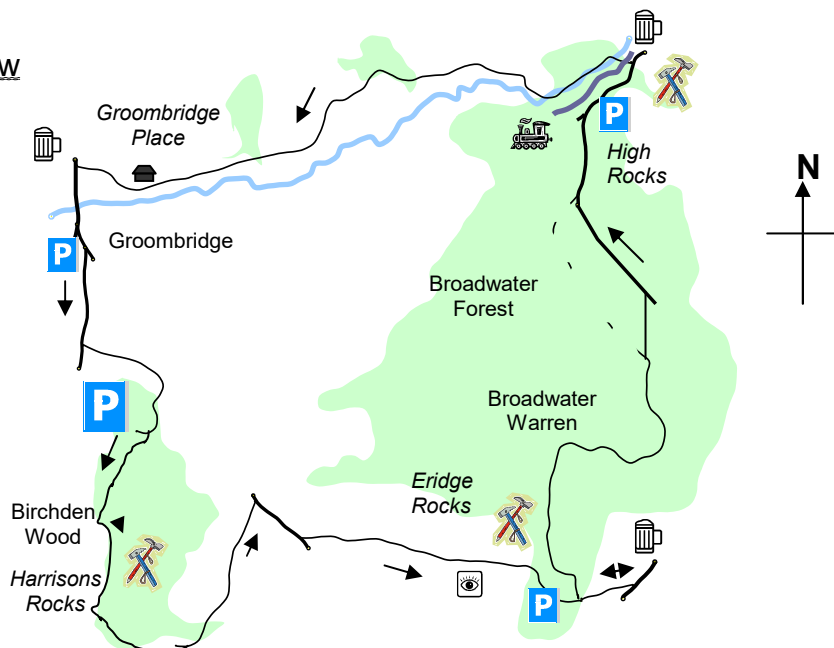 w
Groombridge
Place
P
High
Rocks
N
Groombridge
P
Broadwater
Forest
P
Broadwater
Warren
Eridge
Rocks
Birchden
Wood
Harrisons
Rocks
P